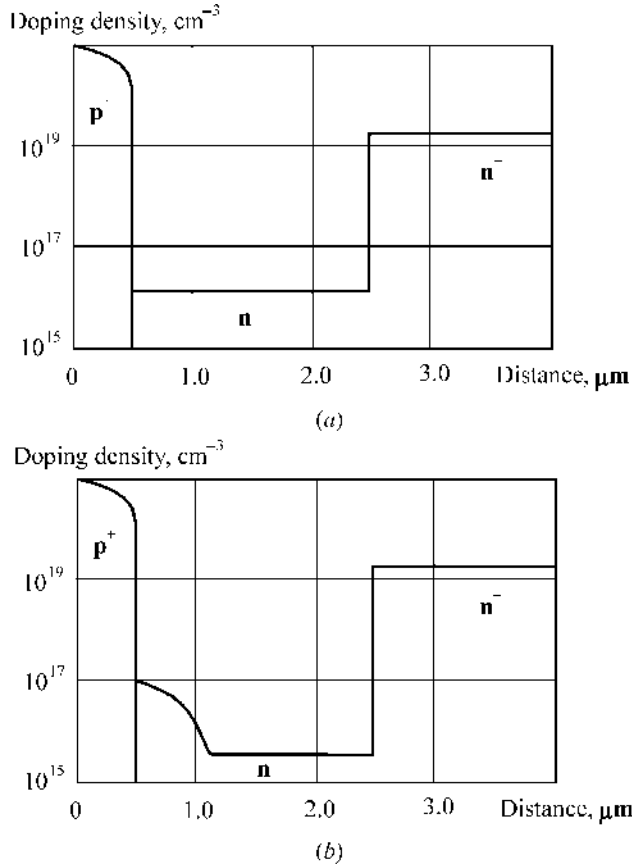 Doping density, cm⁻³
p
10¹⁹
n⁻
10¹⁷
n
10¹⁵
0 1.0 2.0 3.0 Distance, μm
(a)
Doping density, cm⁻³
p⁺
10¹⁹
n⁻
10¹⁷
n
10¹⁵
0 1.0 2.0 3.0 Distance, μm
(b)